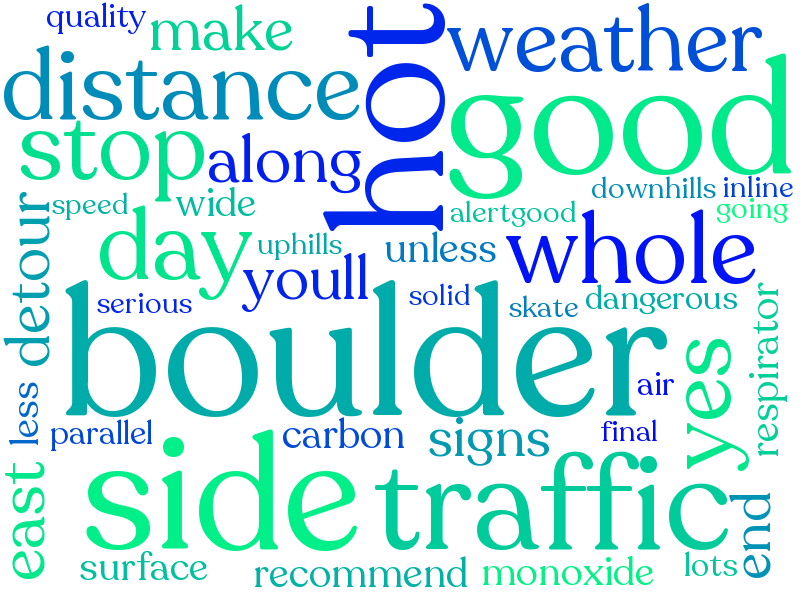 quality
make
hot
weather
distance
good
stop
along
speed
wide
downhills
inline
alertgood
going
detour
day
uphills
unless
whole
youll
serious
solid
skate
dangerous
boulder
respirator
less
air
yes
parallel
carbon
signs
final
side
traffic
east
end
surface
recommend
monoxide
lots